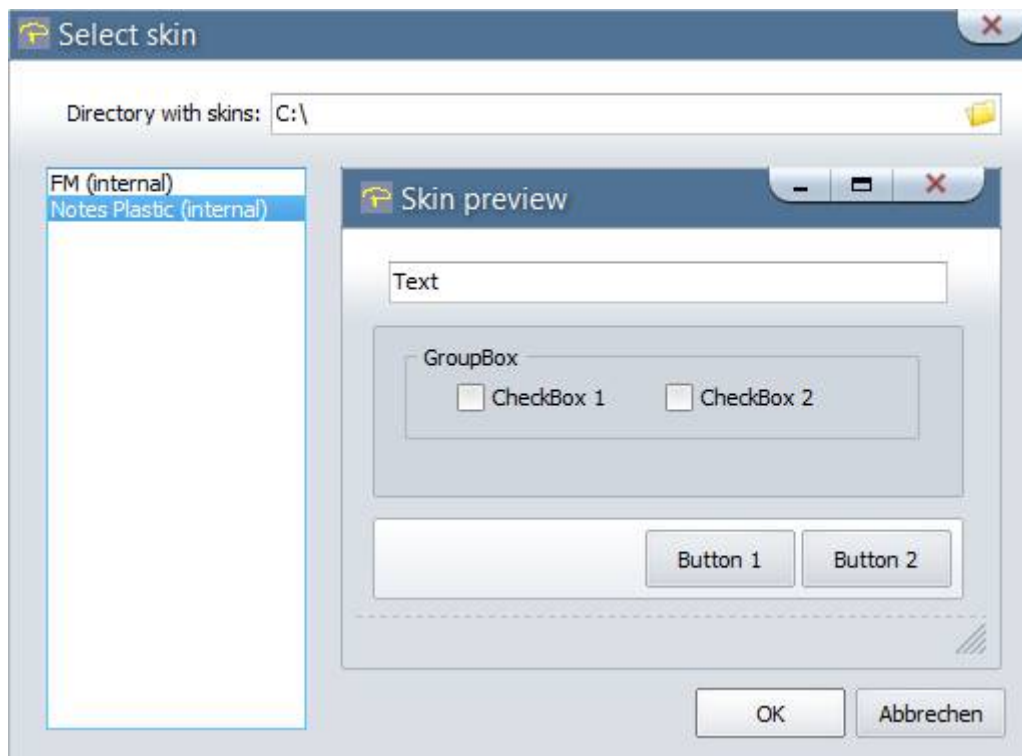 Select skin
Directory with skins: C:\
FM (internal)
Notes Plastic (internal)
Skin preview
Text
GroupBox
CheckBox 1 CheckBox 2
Button 1 Button 2
OK Abbrechen